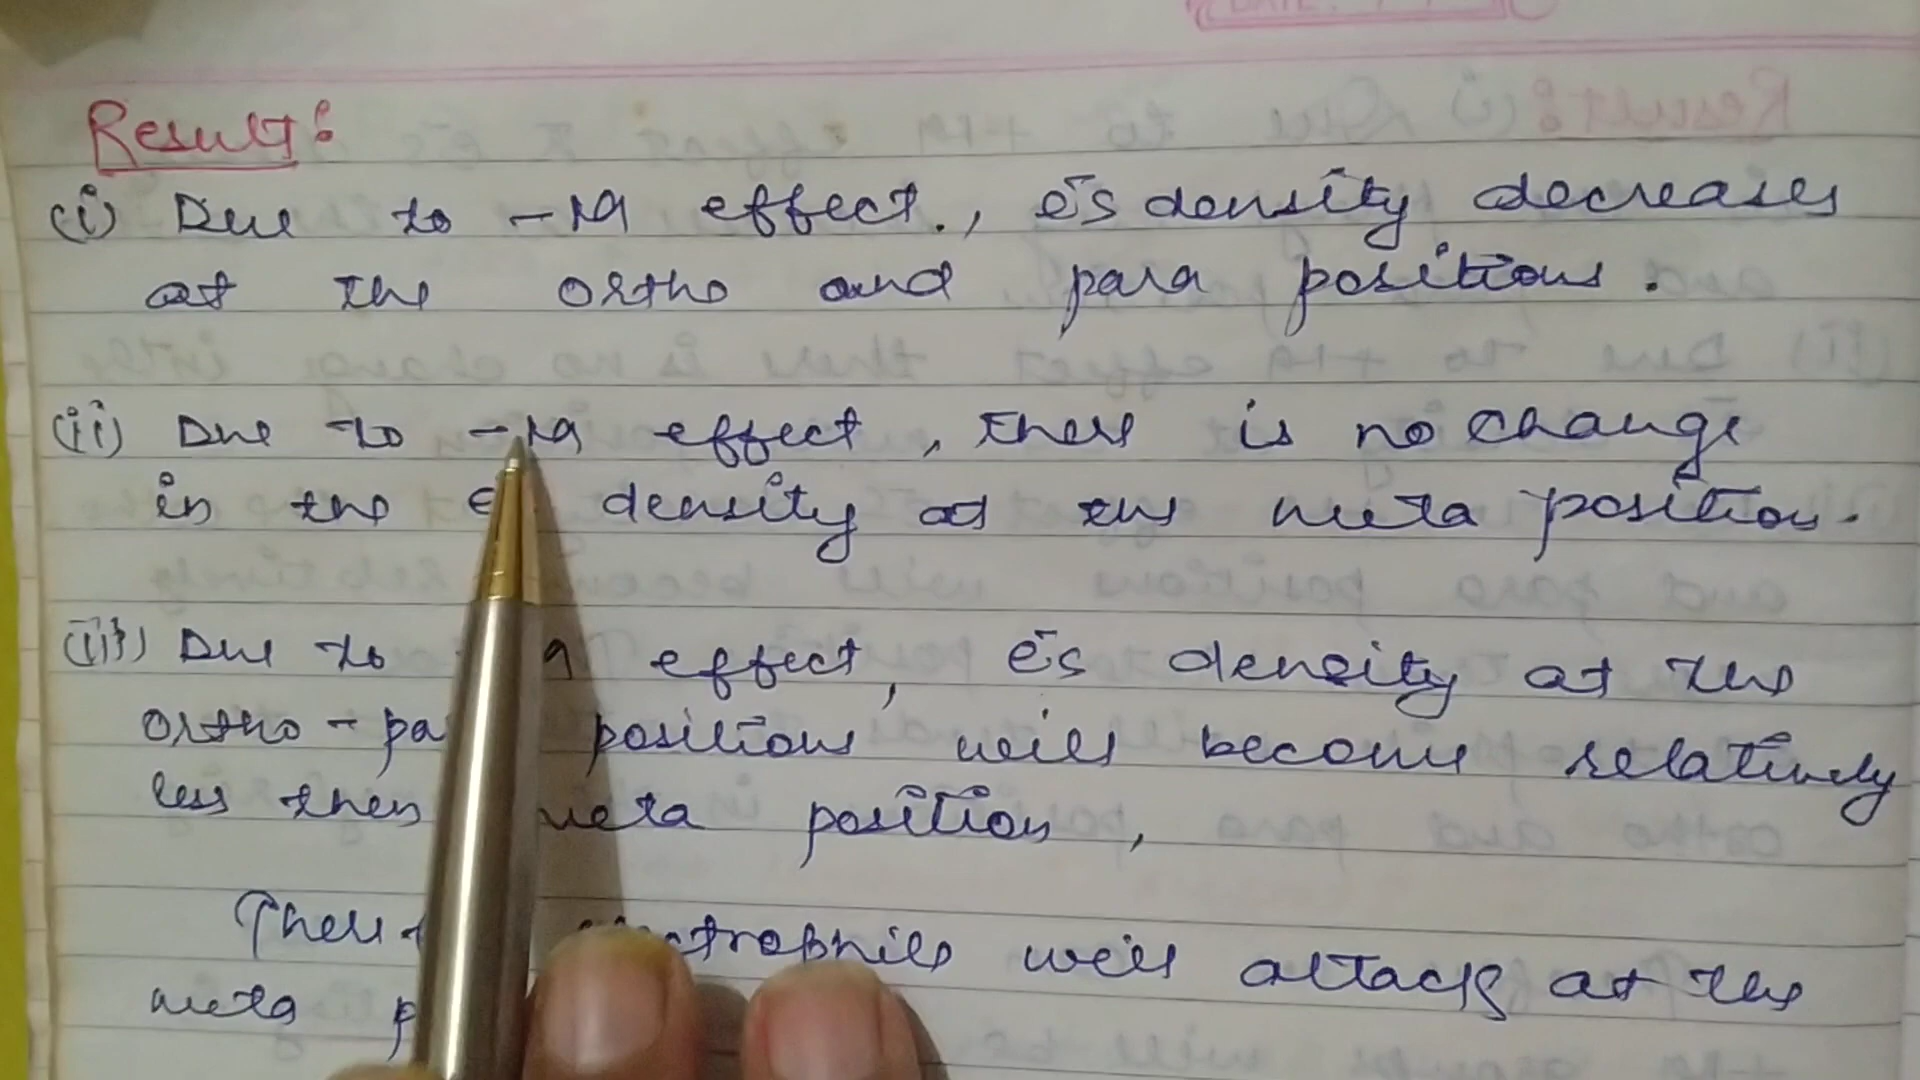 Result:
(i) Due to -M effect., e⁻s density decreases
at the ortho and para positions.
(ii) Due to -M effect, there is no change
in the density at the meta position.
(iii) Due to effect, e⁻s density at the
ortho - positions will become relatively
less then meta position,
will attack at the
meta